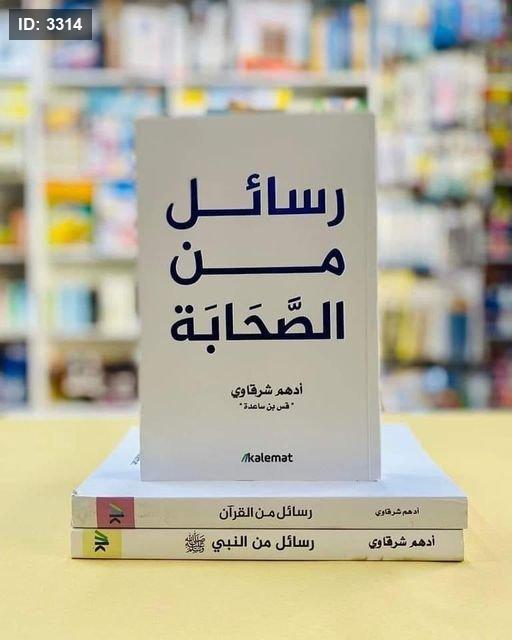 ID: 3314
رسائل
من
الصَّحَابَة
أدهم شرقاوي
"قس بن ساعدة"
kalemat
رسائل من القرآن
أدهم شرقاوي
رسائل من النبي ﷺ
أدهم شرقاوي